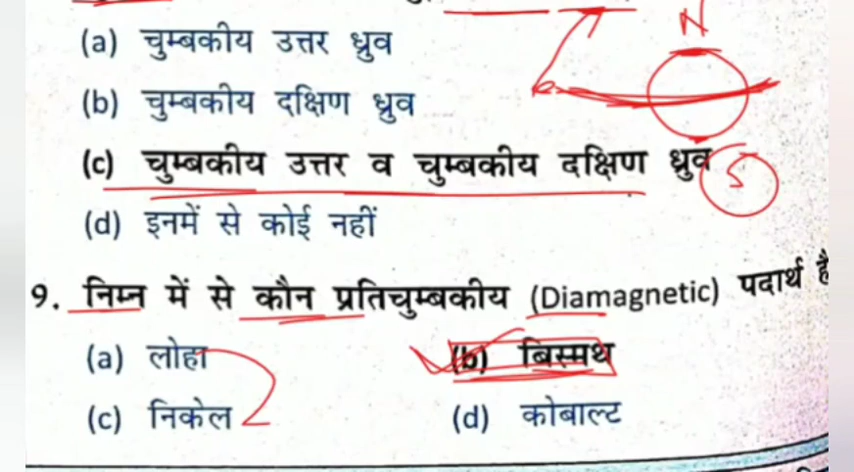 (a) चुम्बकीय उत्तर ध्रुव
N
(b) चुम्बकीय दक्षिण ध्रुव
(c) चुम्बकीय उत्तर व चुम्बकीय दक्षिण ध्रुव
S
(d) इनमें से कोई नहीं
9. निम्न में से कौन प्रतिचुम्बकीय (Diamagnetic) पदार्थ है
(a) लोहा (b) बिस्मथ
(c) निकेल (d) कोबाल्ट